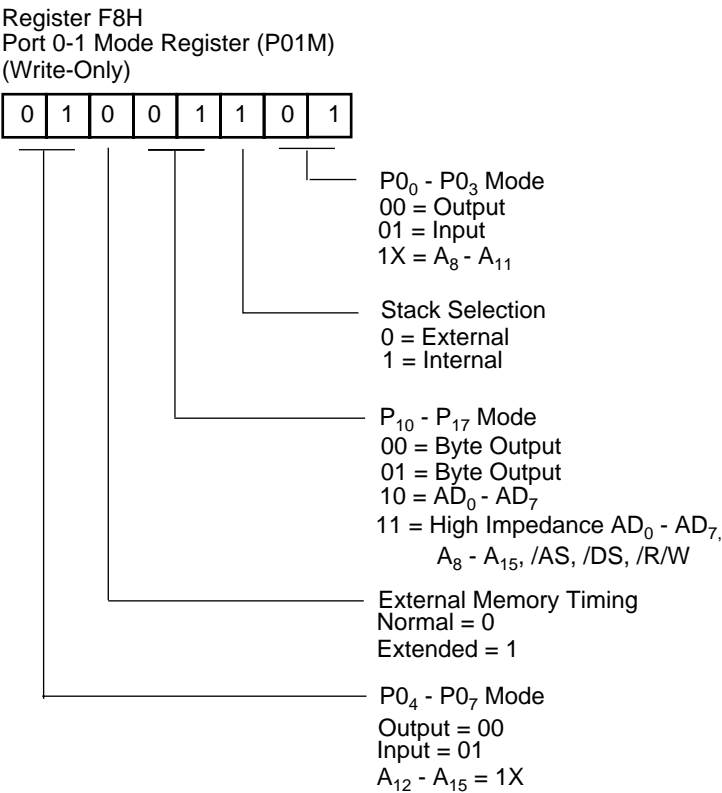 Register F8H
Port 0-1 Mode Register (P01M)
(Write-Only)
0 1 0 0 1 1 0 1
P0₀ - P0₃ Mode
00 = Output
01 = Input
1X = A₈ - A₁₁
Stack Selection
0 = External
1 = Internal
P₁₀ - P₁₇ Mode
00 = Byte Output
01 = Byte Output
10 = AD₀ - AD₇
11 = High Impedance AD₀ - AD₇,
A₈ - A₁₅, /AS, /DS, /R/W
External Memory Timing
Normal = 0
Extended = 1
P0₄ - P0₇ Mode
Output = 00
Input = 01
A₁₂ - A₁₅ = 1X